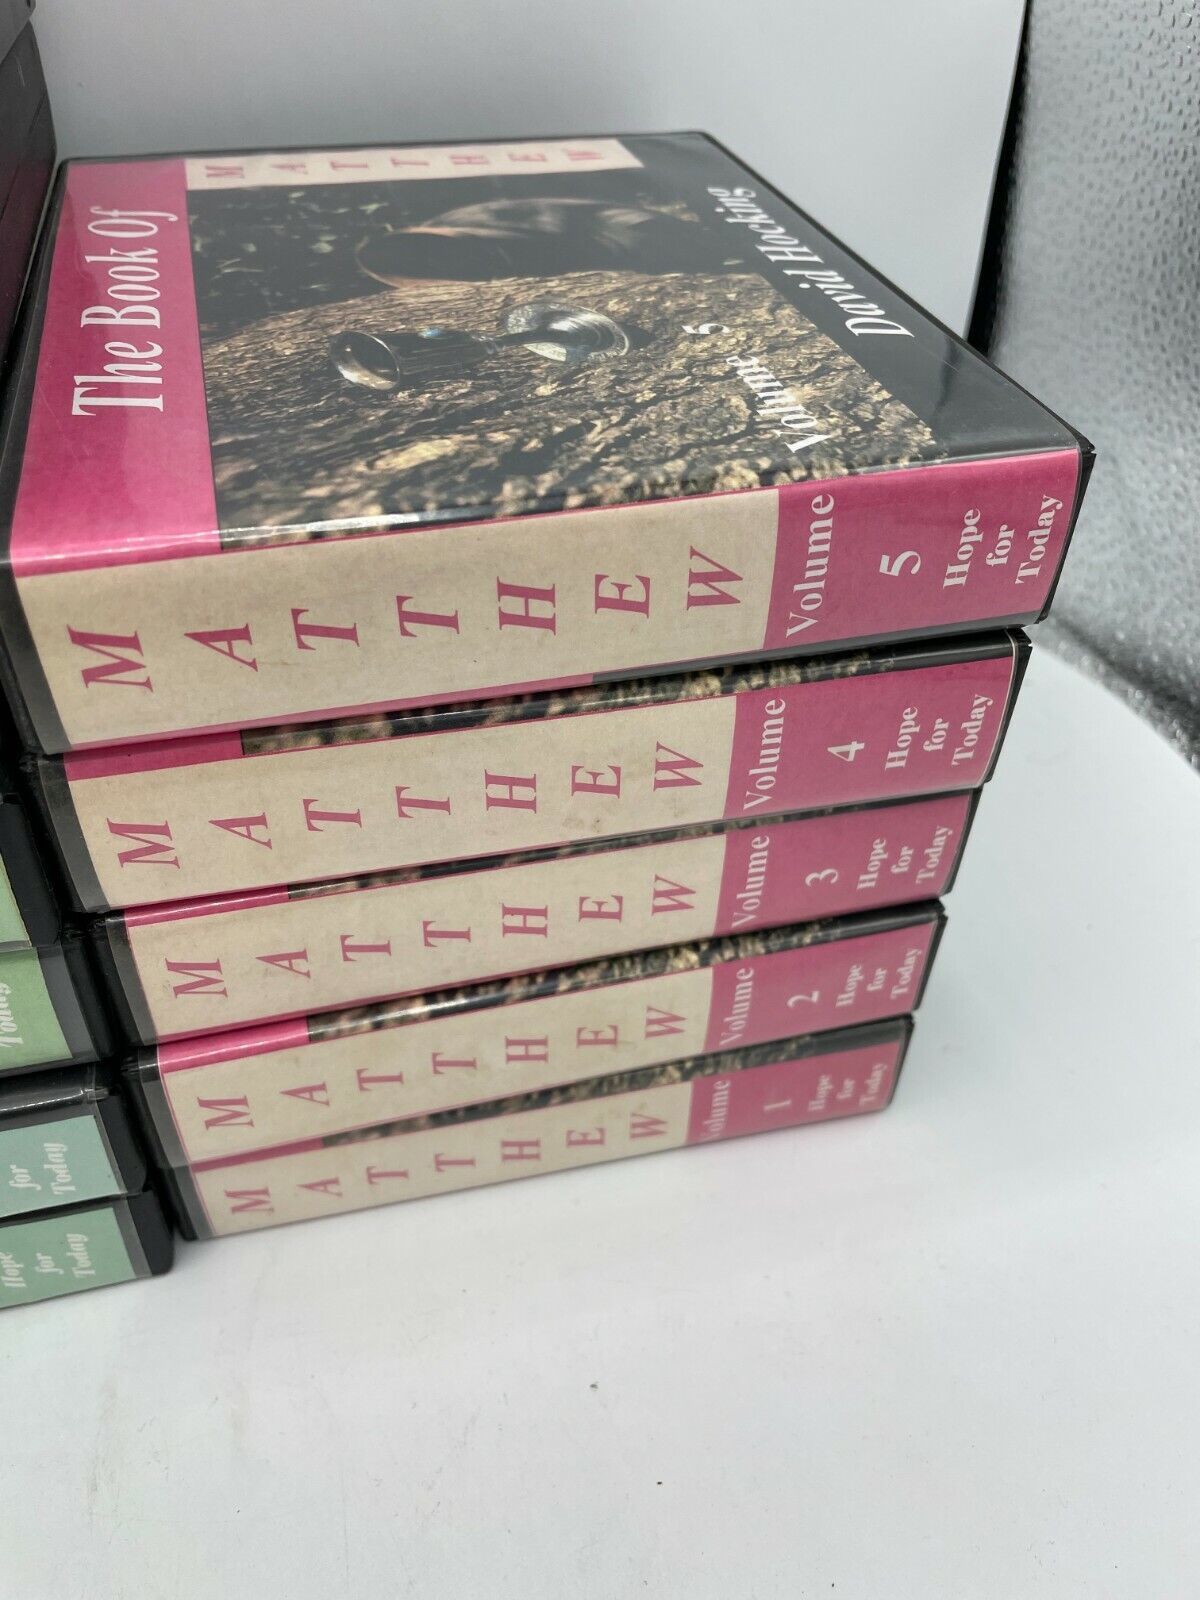 The Book Of
MATTHEW
Volume 5
David Hocking
MATTHEW
Volume
5
Hope
for
Today
MATTHEW
Volume
4
Hope
for
Today
MATTHEW
Volume
3
Hope
for
Today
MATTHEW
Volume
2
Hope
for
Today
MATTHEW
Volume
1
Hope
for
Today
Today
for
Today
Hope
for
Today